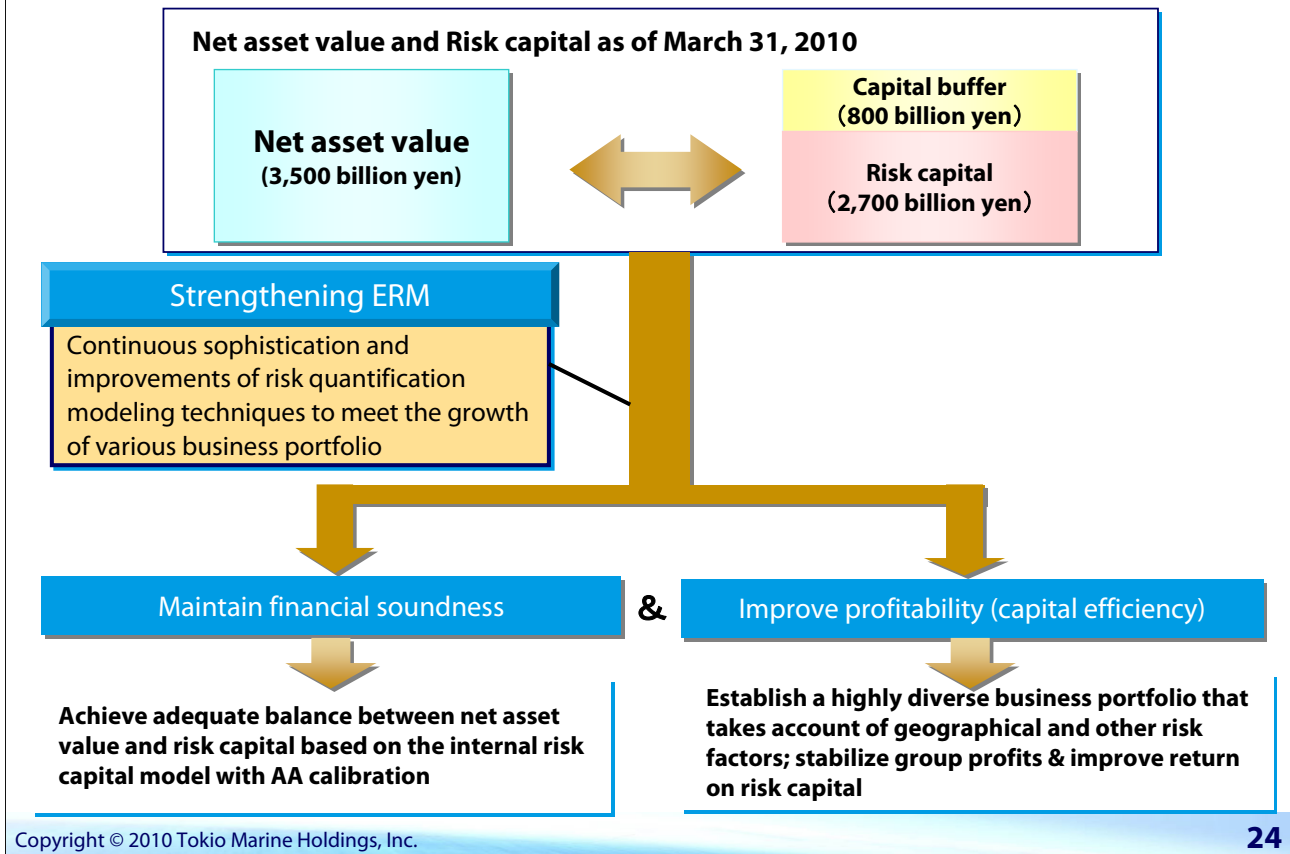 Net asset value and Risk capital as of March 31, 2010
Net asset value
(3,500 billion yen)
Capital buffer
（800 billion yen）
Risk capital
（2,700 billion yen）
Strengthening ERM
Continuous sophistication and
improvements of risk quantification
modeling techniques to meet the growth
of various business portfolio
Maintain financial soundness
&
Improve profitability (capital efficiency)
Achieve adequate balance between net asset
value and risk capital based on the internal risk
capital model with AA calibration
Establish a highly diverse business portfolio that
takes account of geographical and other risk
factors; stabilize group profits & improve return
on risk capital
Copyright © 2010 Tokio Marine Holdings, Inc.
24